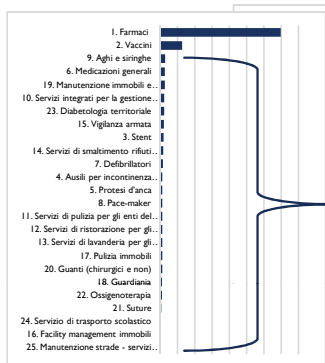 1. Farmaci
2. Vaccini
9. Aghi e siringhe
6. Medicazioni generali
19. Manutenzione immobili e..
10. Servizi integrati per la gestione..
23. Diabetologia territoriale
15. Vigilanza armata
3. Stent
14. Servizi di smaltimento rifiuti..
7. Defibrillatori
4. Ausili per incontinenza..
5. Protesi d'anca
8. Pace-maker
11. Servizi di pulizia per gli enti del..
12. Servizi di ristorazione per gli..
13. Servizi di lavanderia per gli..
17. Pulizia immobili
20. Guanti (chirurgici e non)
18. Guardiania
22. Ossigenoterapia
21. Suture
24. Servizio di trasporto scolastico
16. Facility management immobili
25. Manutenzione strade - servizi..